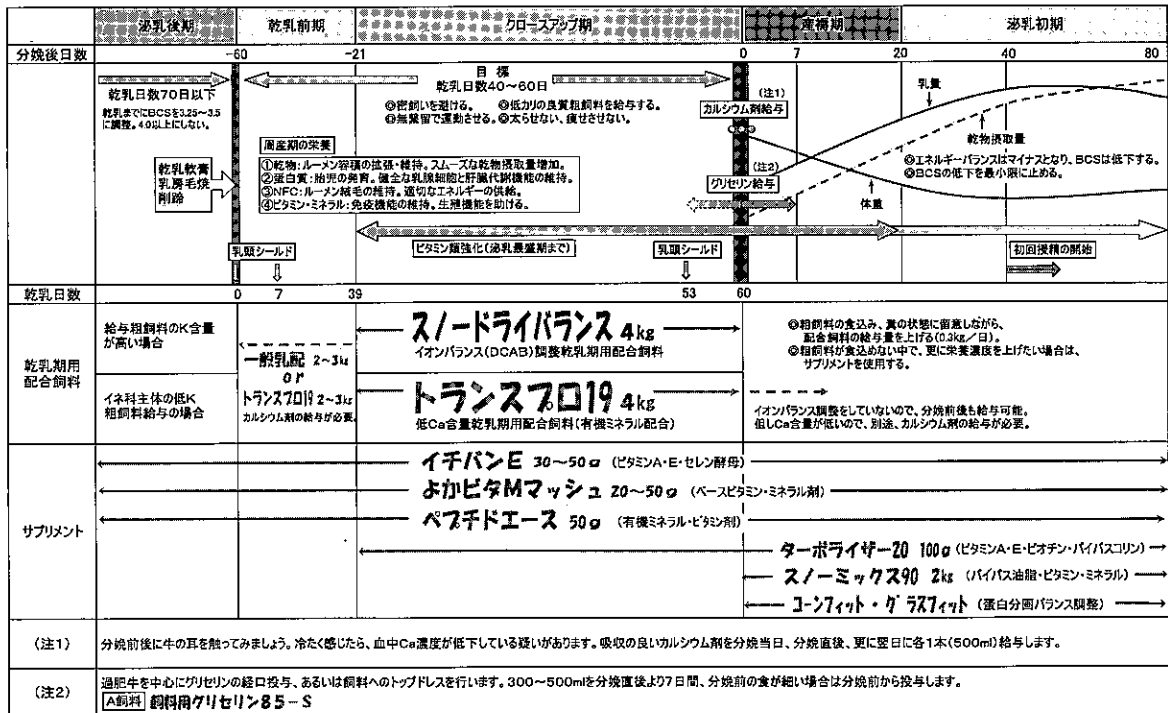 泌乳後期 乾乳前期 クローズアップ期 産褥期 泌乳初期
分娩後日数 -60 -21 0 7 20 40 80
乾乳日数70日以下
乾乳までにBCSを3.25～3.5
に調整。4.0以上にしない。
目 標
乾乳日数40～60日
◎密飼いを避ける。 ◎低カリの良質粗飼料を給与する。
◎無繋留で運動させる。◎太らせない、痩せさせない。
周産期の栄養
①乾物：ルーメン容積の拡張・維持。スムーズな乾物摂取量増加。
②蛋白質：胎児の発育。健全な乳腺細胞と肝臓代謝機能の維持。
③NFC：ルーメン絨毛の維持。適切なエネルギーの供給。
④ビタミン・ミネラル：免疫機能の維持。生殖機能を助ける。
乾乳軟膏
乳房毛焼
削蹄
(注1)
カルシウム剤給与
(注2)
グリセリン給与
乳量
乾物摂取量
◎エネルギーバランスはマイナスとなり、BCSは低下する。
◎BCSの低下を最小限に止める。
体重
乳頭シールド
ビタミン類強化(泌乳最盛期まで)
乳頭シールド
初回授精の開始
乾乳日数 0 7 39 53 60
乾乳期用
配合飼料
給与粗飼料のK含量
が高い場合
イネ科主体の低K
粗飼料給与の場合
一般乳配 2～3kg
or
トランスプロ19 2～3kg
カルシウム剤の給与が必要。
スノードライバランス 4kg
イオンバランス(DCAB)調整乾乳期用配合飼料
トランスプロ19 4kg
低Ca含量乾乳期用配合飼料(有機ミネラル配合)
◎粗飼料の食込み、糞の状態に留意しながら、
配合飼料の給与量を上げる(0.3kg／日)。
◎粗飼料が食込めない中で、更に栄養濃度を上げたい場合は、
サプリメントを使用する。
イオンバランス調整をしていないので、分娩前後も給与可能。
但しCa含量が低いので、別途、カルシウム剤の給与が必要。
サプリメント
イチバンE 30～50g (ビタミンA・E・セレン酵母)
よかビタMマッシュ 20～50g (ベースビタミン・ミネラル剤)
ペプチドエース 50g (有機ミネラル・ビタミン剤)
ターボライザー20 100g (ビタミンA・E・ビオチン・バイパスコリン)
スノーミックス90 2kg (バイパス油脂・ビタミン・ミネラル)
コーンフィット・グラスフィット (蛋白分画バランス調整)
(注1) 分娩前後に牛の耳を触ってみましょう。冷たく感じたら、血中Ca濃度が低下している疑いがあります。吸収の良いカルシウム剤を分娩当日、分娩直後、更に翌日に各1本(500ml)給与します。
(注2) 過肥牛を中心にグリセリンの経口投与、あるいは飼料へのトップドレスを行います。300～500mlを分娩直後より7日間、分娩前の食が細い場合は分娩前から投与します。
A飼料 飼料用グリセリン85-S